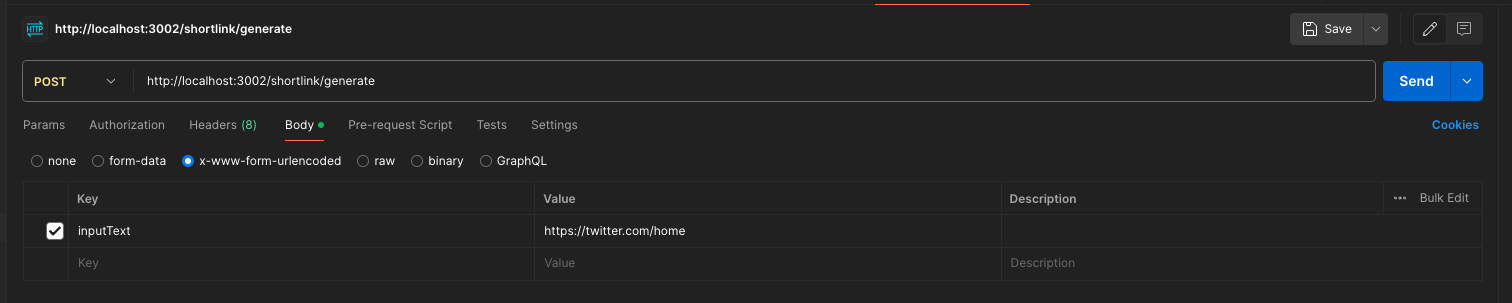 HTTP http://localhost:3002/shortlink/generate Save
POST http://localhost:3002/shortlink/generate Send
Params Authorization Headers (8) Body Pre-request Script Tests Settings Cookies
none form-data x-www-form-urlencoded raw binary GraphQL
Key Value Description ••• Bulk Edit
inputText https://twitter.com/home
Key Value Description